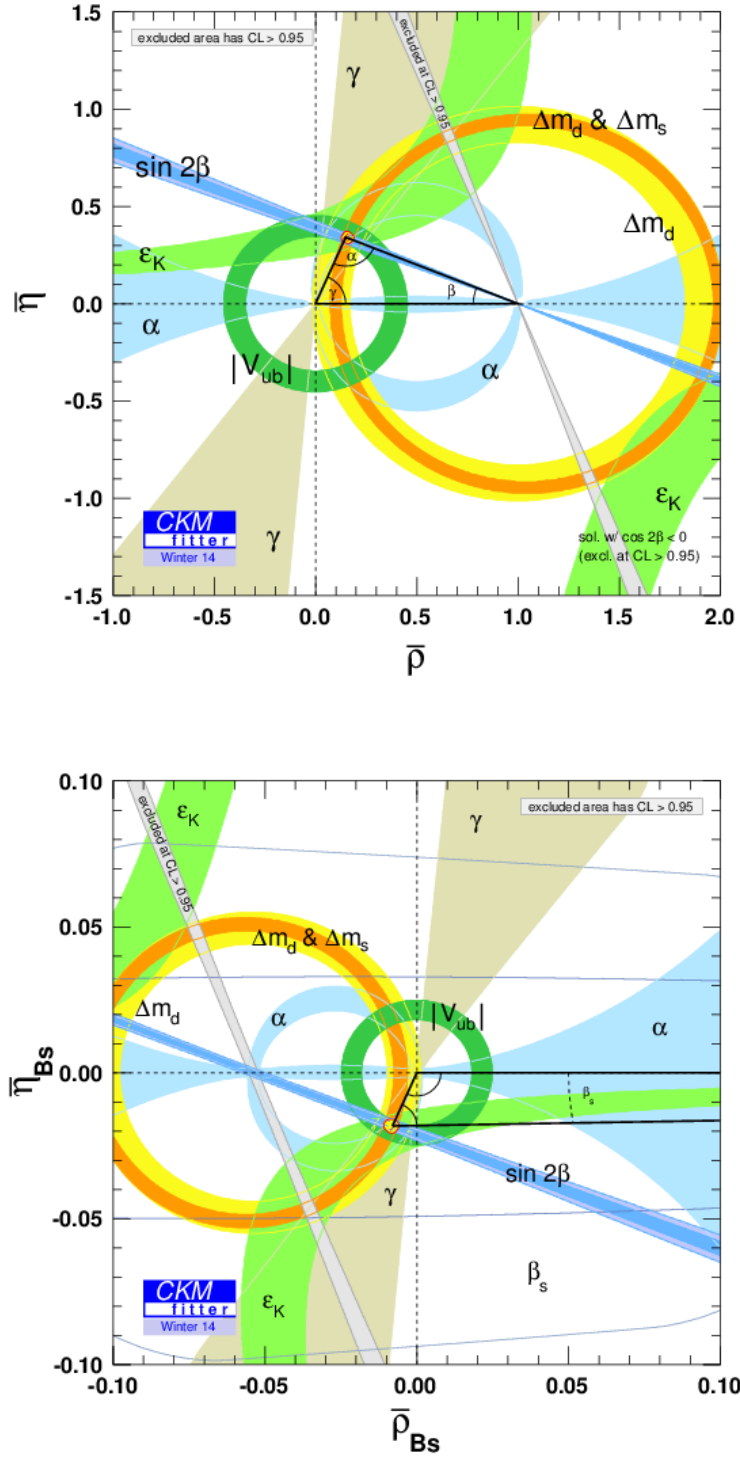 excluded area has CL > 0.95
excluded at CL > 0.95
γ
Δm_d & Δm_s
sin 2β
Δm_d
ε_K
α
α
γ
β
α
|V_ub|
α
ε_K
γ
sol. w/ cos 2β < 0
(excl. at CL > 0.95)
CKM
fitter
Winter 14
1.5
1.0
0.5
0.0
-0.5
-1.0
-1.5
η̄
-1.0 -0.5 0.0 0.5 1.0 1.5 2.0
ρ̄
excluded area has CL > 0.95
excluded at CL > 0.95
ε_K
γ
Δm_d & Δm_s
Δm_d
α
|V_ub|
α
β_s
sin 2β
γ
β_s
ε_K
CKM
fitter
Winter 14
0.10
0.05
0.00
-0.05
-0.10
η̄_Bs
-0.10 -0.05 0.00 0.05 0.10
ρ̄_Bs